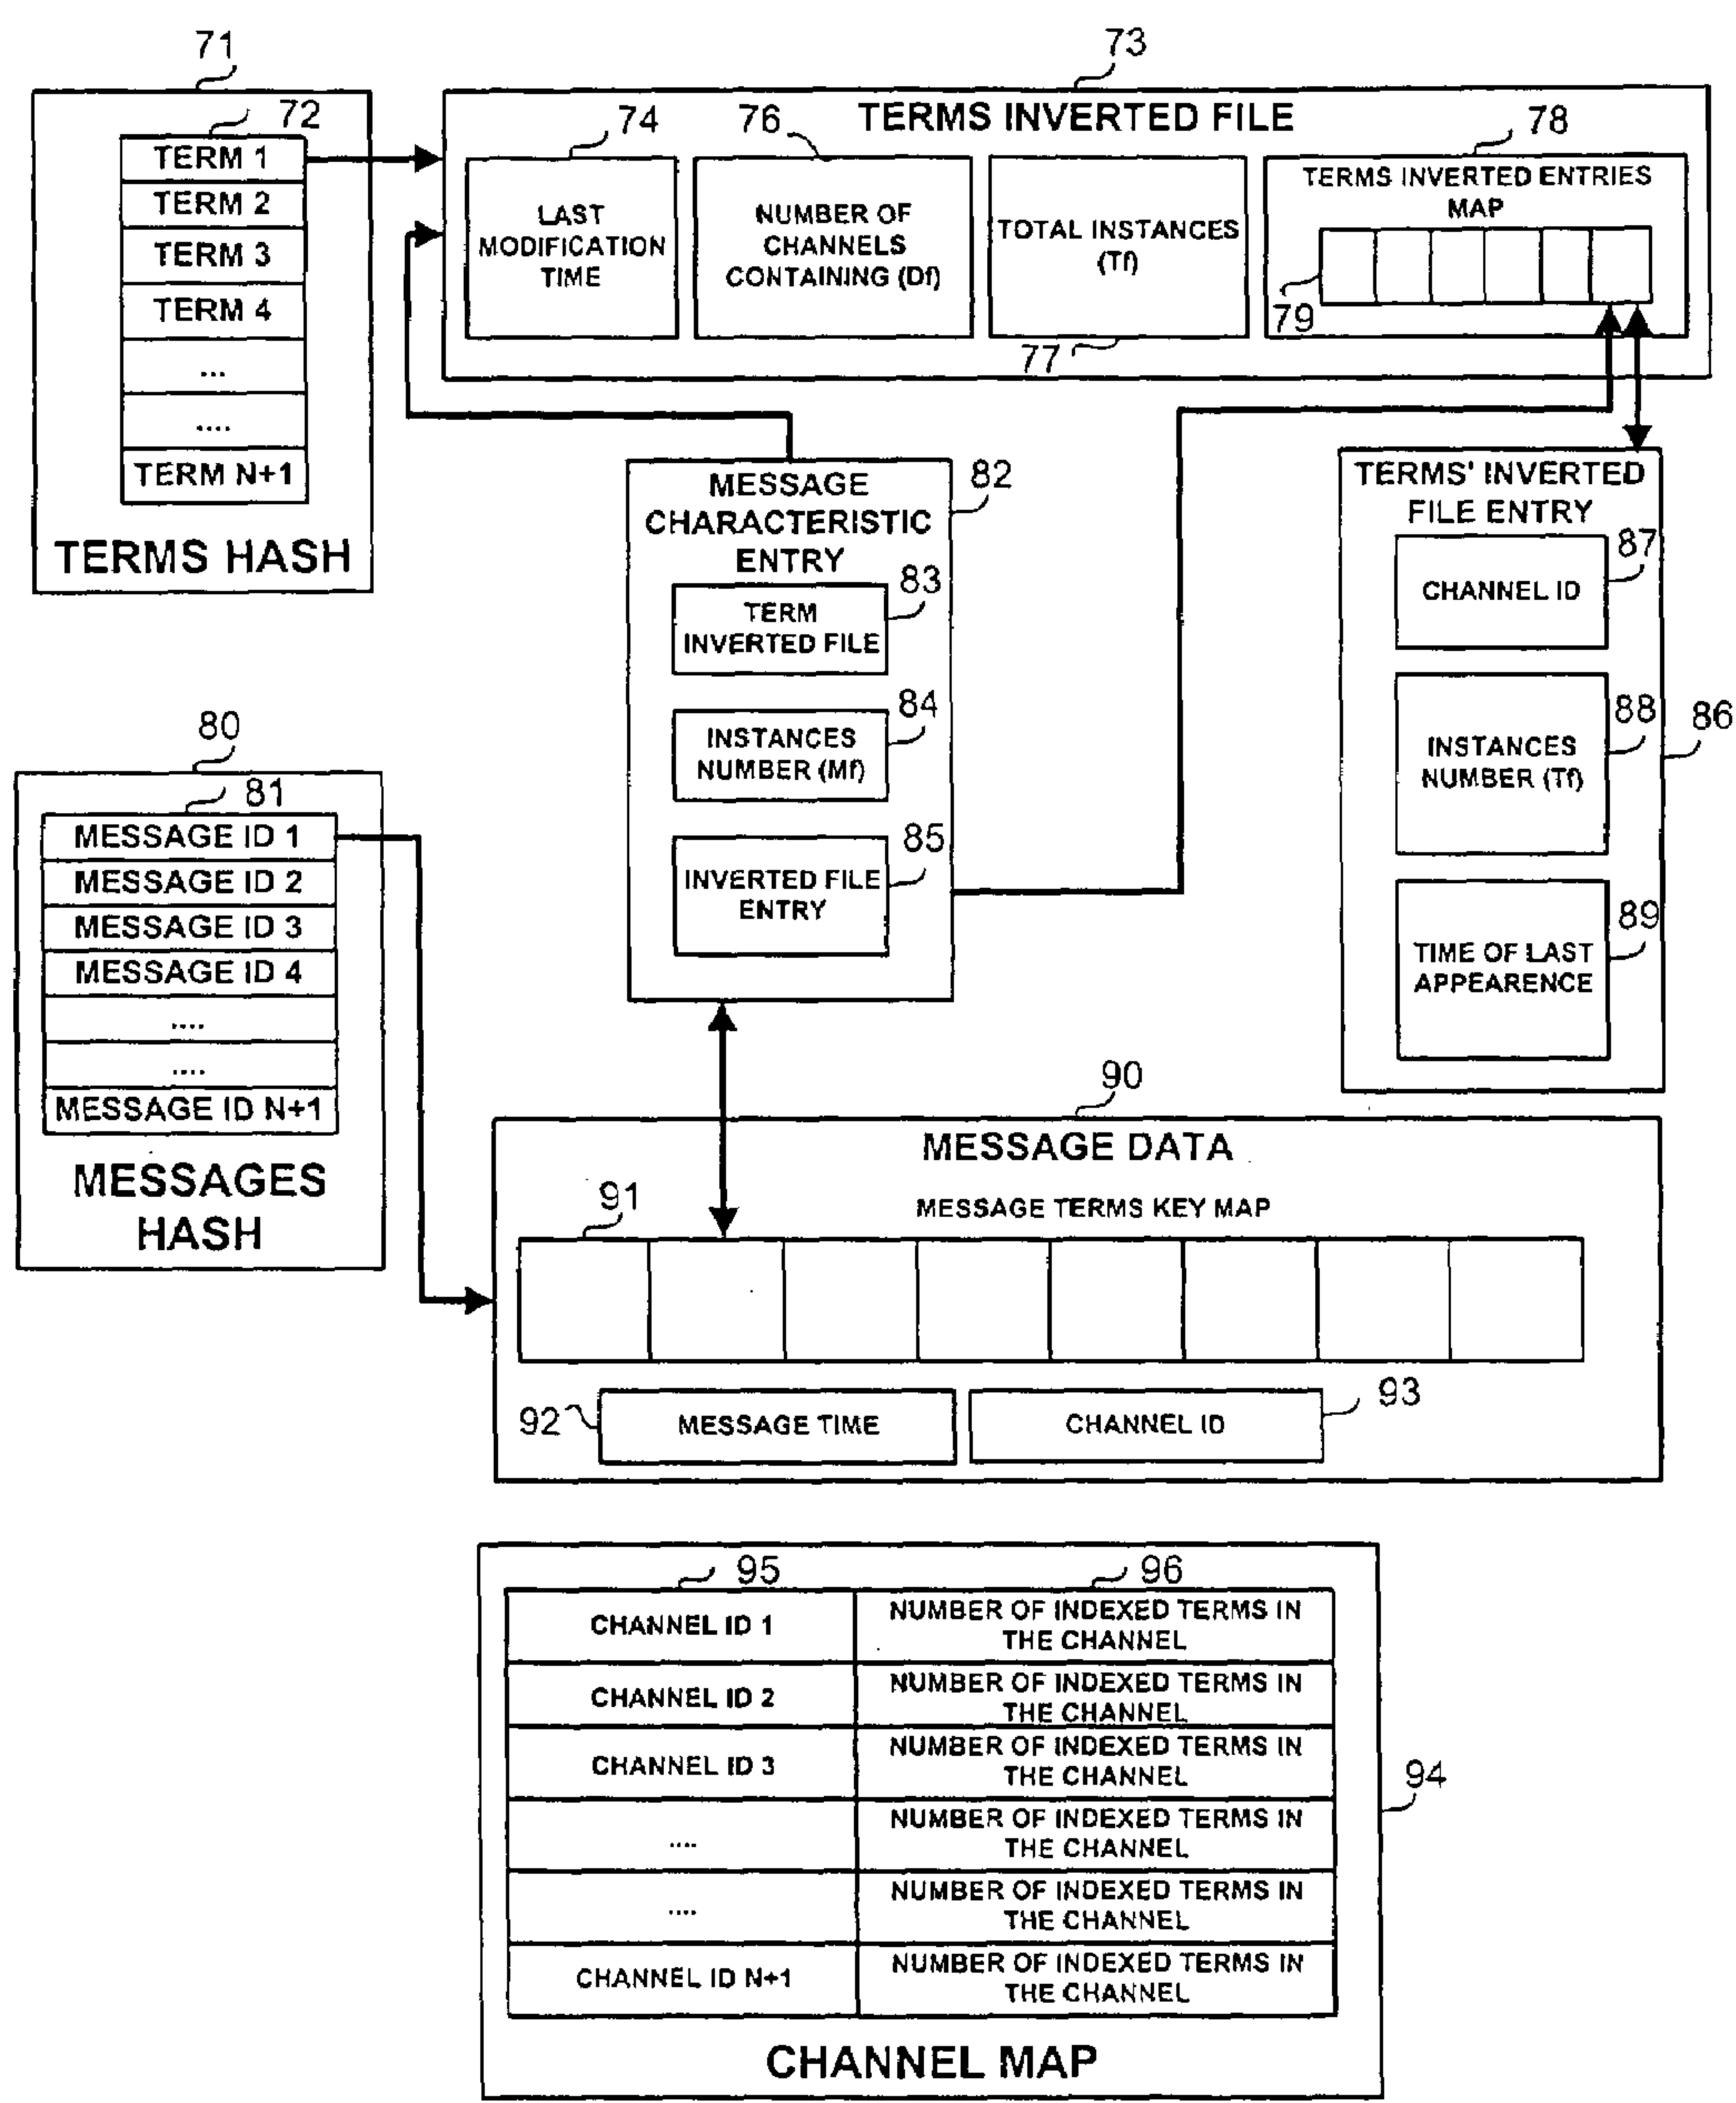 71
72
TERM 1
TERM 2
TERM 3
TERM 4
...
....
TERM N+1
TERMS HASH
73
TERMS INVERTED FILE
74
LAST
MODIFICATION
TIME
76
NUMBER OF
CHANNELS
CONTAINING (Df)
TOTAL INSTANCES
(Tf)
77
78
TERMS INVERTED ENTRIES
MAP
79
82
MESSAGE
CHARACTERISTIC
ENTRY
83
TERM
INVERTED FILE
84
INSTANCES
NUMBER (Mf)
85
INVERTED FILE
ENTRY
TERMS' INVERTED
FILE ENTRY
87
CHANNEL ID
88
INSTANCES
NUMBER (Tf)
86
89
TIME OF LAST
APPEARENCE
80
81
MESSAGE ID 1
MESSAGE ID 2
MESSAGE ID 3
MESSAGE ID 4
....
....
MESSAGE ID N+1
MESSAGES
HASH
90
MESSAGE DATA
MESSAGE TERMS KEY MAP
91
92
MESSAGE TIME
CHANNEL ID
93
95
96
CHANNEL ID 1
NUMBER OF INDEXED TERMS IN
THE CHANNEL
CHANNEL ID 2
NUMBER OF INDEXED TERMS IN
THE CHANNEL
CHANNEL ID 3
NUMBER OF INDEXED TERMS IN
THE CHANNEL
....
NUMBER OF INDEXED TERMS IN
THE CHANNEL
....
NUMBER OF INDEXED TERMS IN
THE CHANNEL
CHANNEL ID N+1
NUMBER OF INDEXED TERMS IN
THE CHANNEL
94
CHANNEL MAP